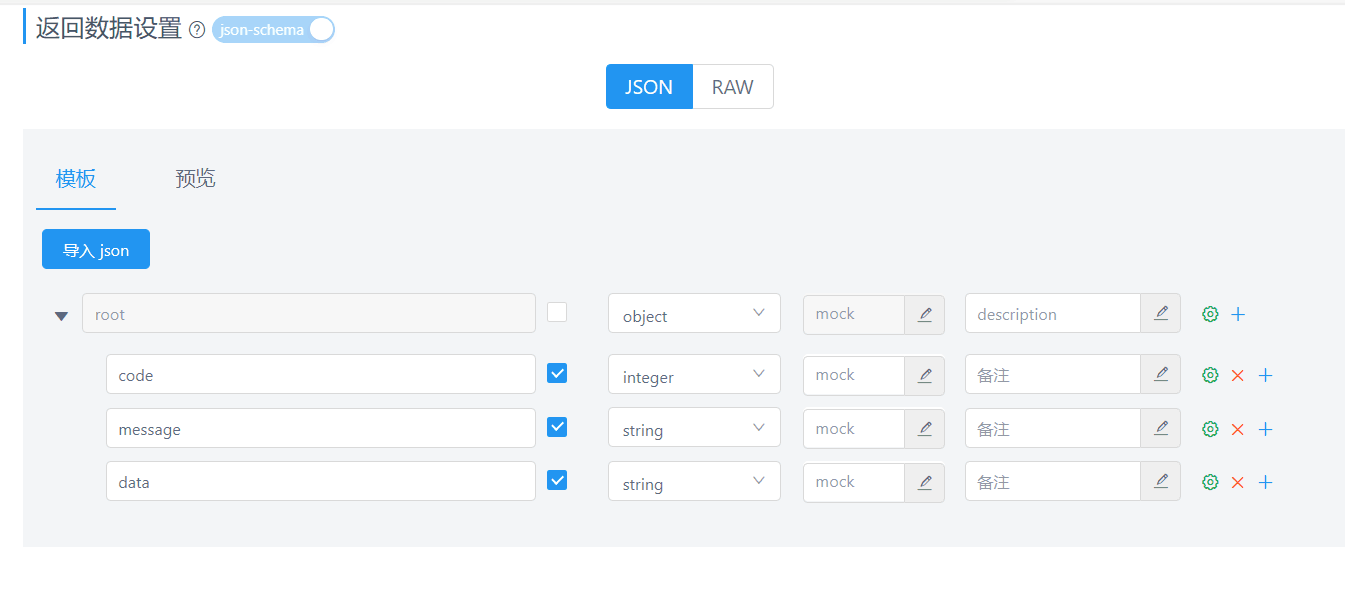 返回数据设置 ? json-schema
JSON RAW
模板 预览
导入 json
root object mock description
code integer mock 备注
message string mock 备注
data string mock 备注